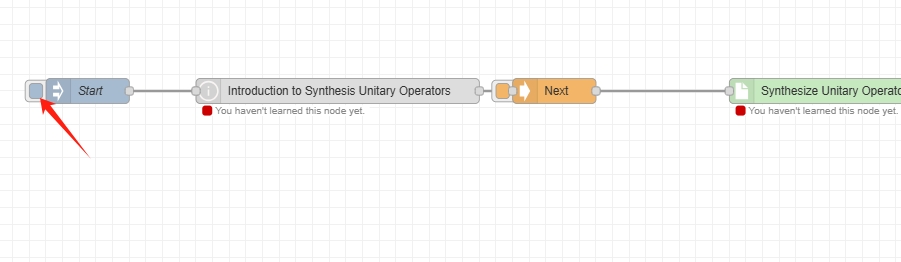 Start
Introduction to Synthesis Unitary Operators
Next
Synthesize Unitary Operato
You haven't learned this node yet.
You haven't learned this node yet.